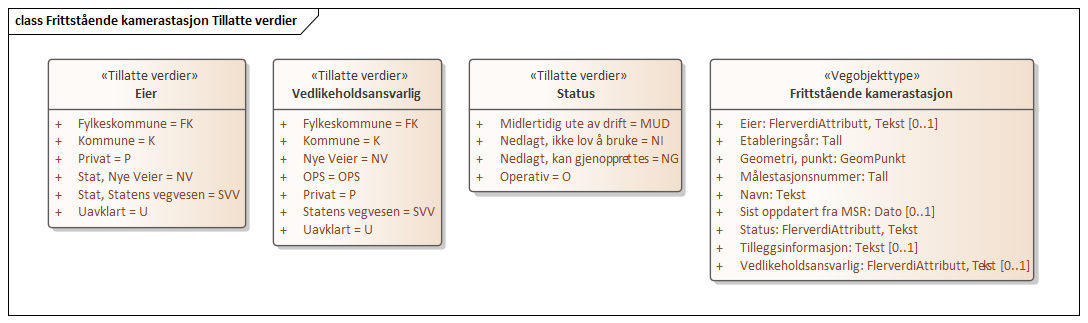 class Frittstående kamerastasjon Tillatte verdier
«Tillatte verdier»
Eier
+ Fylkeskommune = FK
+ Kommune = K
+ Privat = P
+ Stat, Nye Veier = NV
+ Stat, Statens vegvesen = SVV
+ Uavklart = U
«Tillatte verdier»
Vedlikeholdsansvarlig
+ Fylkeskommune = FK
+ Kommune = K
+ Nye Veier = NV
+ OPS = OPS
+ Privat = P
+ Statens vegvesen = SVV
+ Uavklart = U
«Tillatte verdier»
Status
+ Midlertidig ute av drift = MUD
+ Nedlagt, ikke lov å bruke = NI
+ Nedlagt, kan gjenopprettes = NG
+ Operativ = O
«Vegobjekttype»
Frittstående kamerastasjon
+ Eier: FlerverdiAttributt, Tekst [0..1]
+ Etableringsår: Tall
+ Geometri, punkt: GeomPunkt
+ Målestasjonsnummer: Tall
+ Navn: Tekst
+ Sist oppdatert fra MSR: Dato [0..1]
+ Status: FlerverdiAttributt, Tekst
+ Tilleggsinformasjon: Tekst [0..1]
+ Vedlikeholdsansvarlig: FlerverdiAttributt, Tekst [0..1]